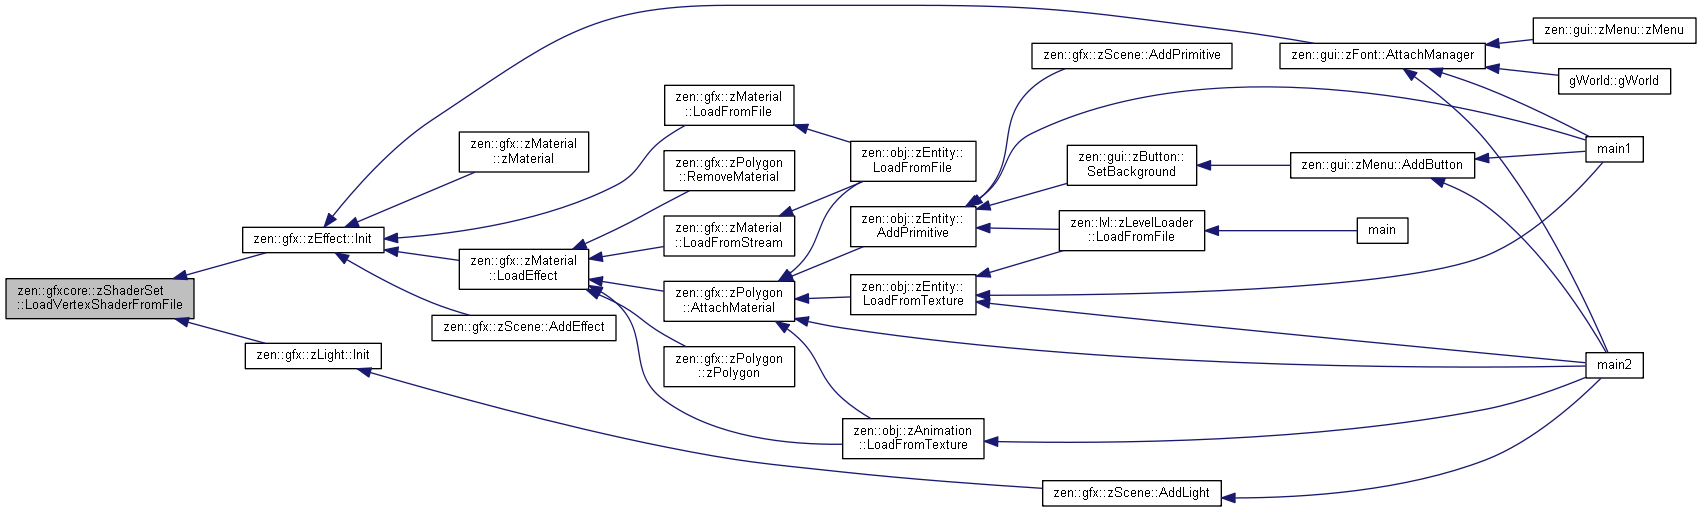 zen::gfxcore::zShaderSet
::LoadVertexShaderFromFile
zen::gfx::zEffect::Init
zen::gfx::zLight::Init
zen::gfx::zMaterial
::zMaterial
zen::gfx::zMaterial
::LoadEffect
zen::gfx::zScene::AddEffect
zen::gfx::zMaterial
::LoadFromFile
zen::gfx::zPolygon
::RemoveMaterial
zen::gfx::zMaterial
::LoadFromStream
zen::gfx::zPolygon
::AttachMaterial
zen::gfx::zPolygon
::zPolygon
zen::obj::zEntity::
LoadFromFile
zen::obj::zEntity::
AddPrimitive
zen::obj::zEntity::
LoadFromTexture
zen::obj::zAnimation
::LoadFromTexture
zen::gfx::zScene::AddPrimitive
zen::gui::zButton::
SetBackground
zen::lvl::zLevelLoader
::LoadFromFile
zen::gfx::zScene::AddLight
zen::gui::zFont::AttachManager
zen::gui::zMenu::AddButton
main
zen::gui::zMenu::zMenu
gWorld::gWorld
main1
main2